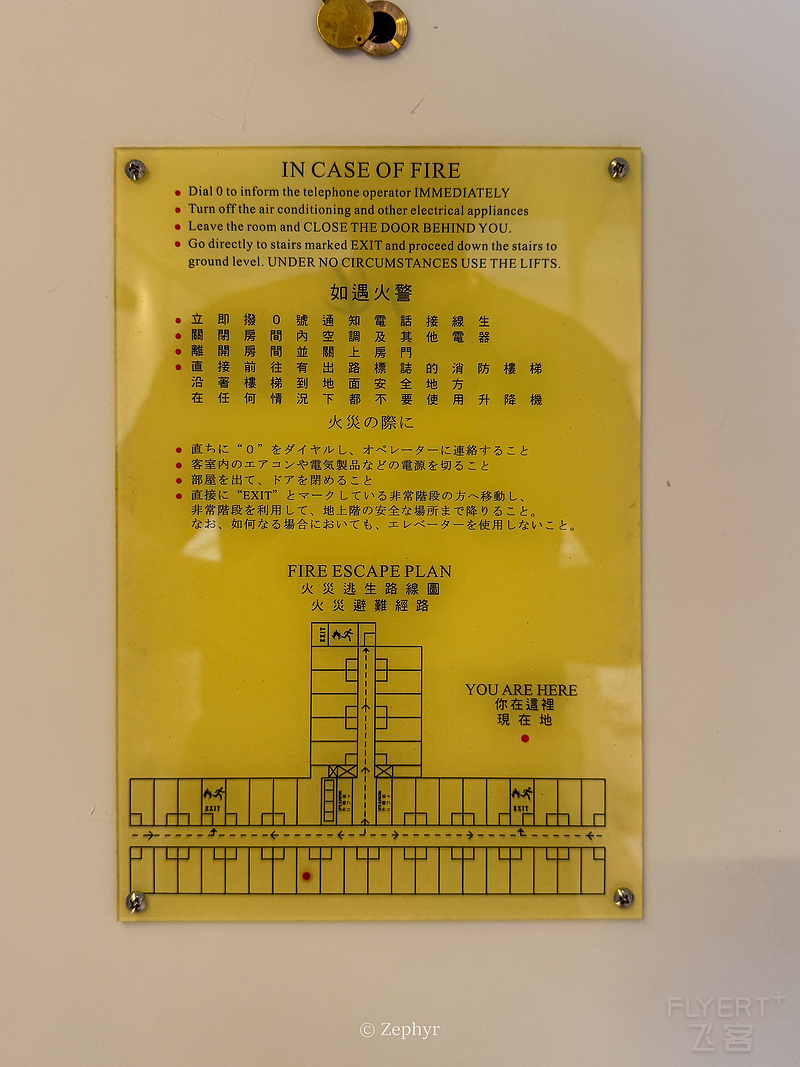 IN CASE OF FIRE
Dial 0 to inform the telephone operator IMMEDIATELY
Turn off the air conditioning and other electrical appliances
Leave the room and CLOSE THE DOOR BEHIND YOU.
Go directly to stairs marked EXIT and proceed down the stairs to
ground level. UNDER NO CIRCUMSTANCES USE THE LIFTS.
如遇火警
立即撥0號通知電話接線生
關閉房間內空調及其他電器
離開房間並關上房門
直接前往有出路標誌的消防樓梯
沿著樓梯到地面安全地方
在任何情況下都不要使用升降機
火災の際に
直ちに“0”をダイヤルし、オペレーターに連絡すること
客室内のエアコンや電気製品などの電源を切ること
部屋を出て、ドアを閉めること
直接に“EXIT”とマークしている非常階段の方へ移動し、
非常階段を利用して、地上階の安全な場所まで降りること。
なお、如何なる場合においても、エレベーターを使用しないこと。
FIRE ESCAPE PLAN
火災逃生路線圖
火災避難經路
EXIT
YOU ARE HERE
你在這裡
現在地
EXIT
EXIT
© Zephyr
FLYERT+
飞客